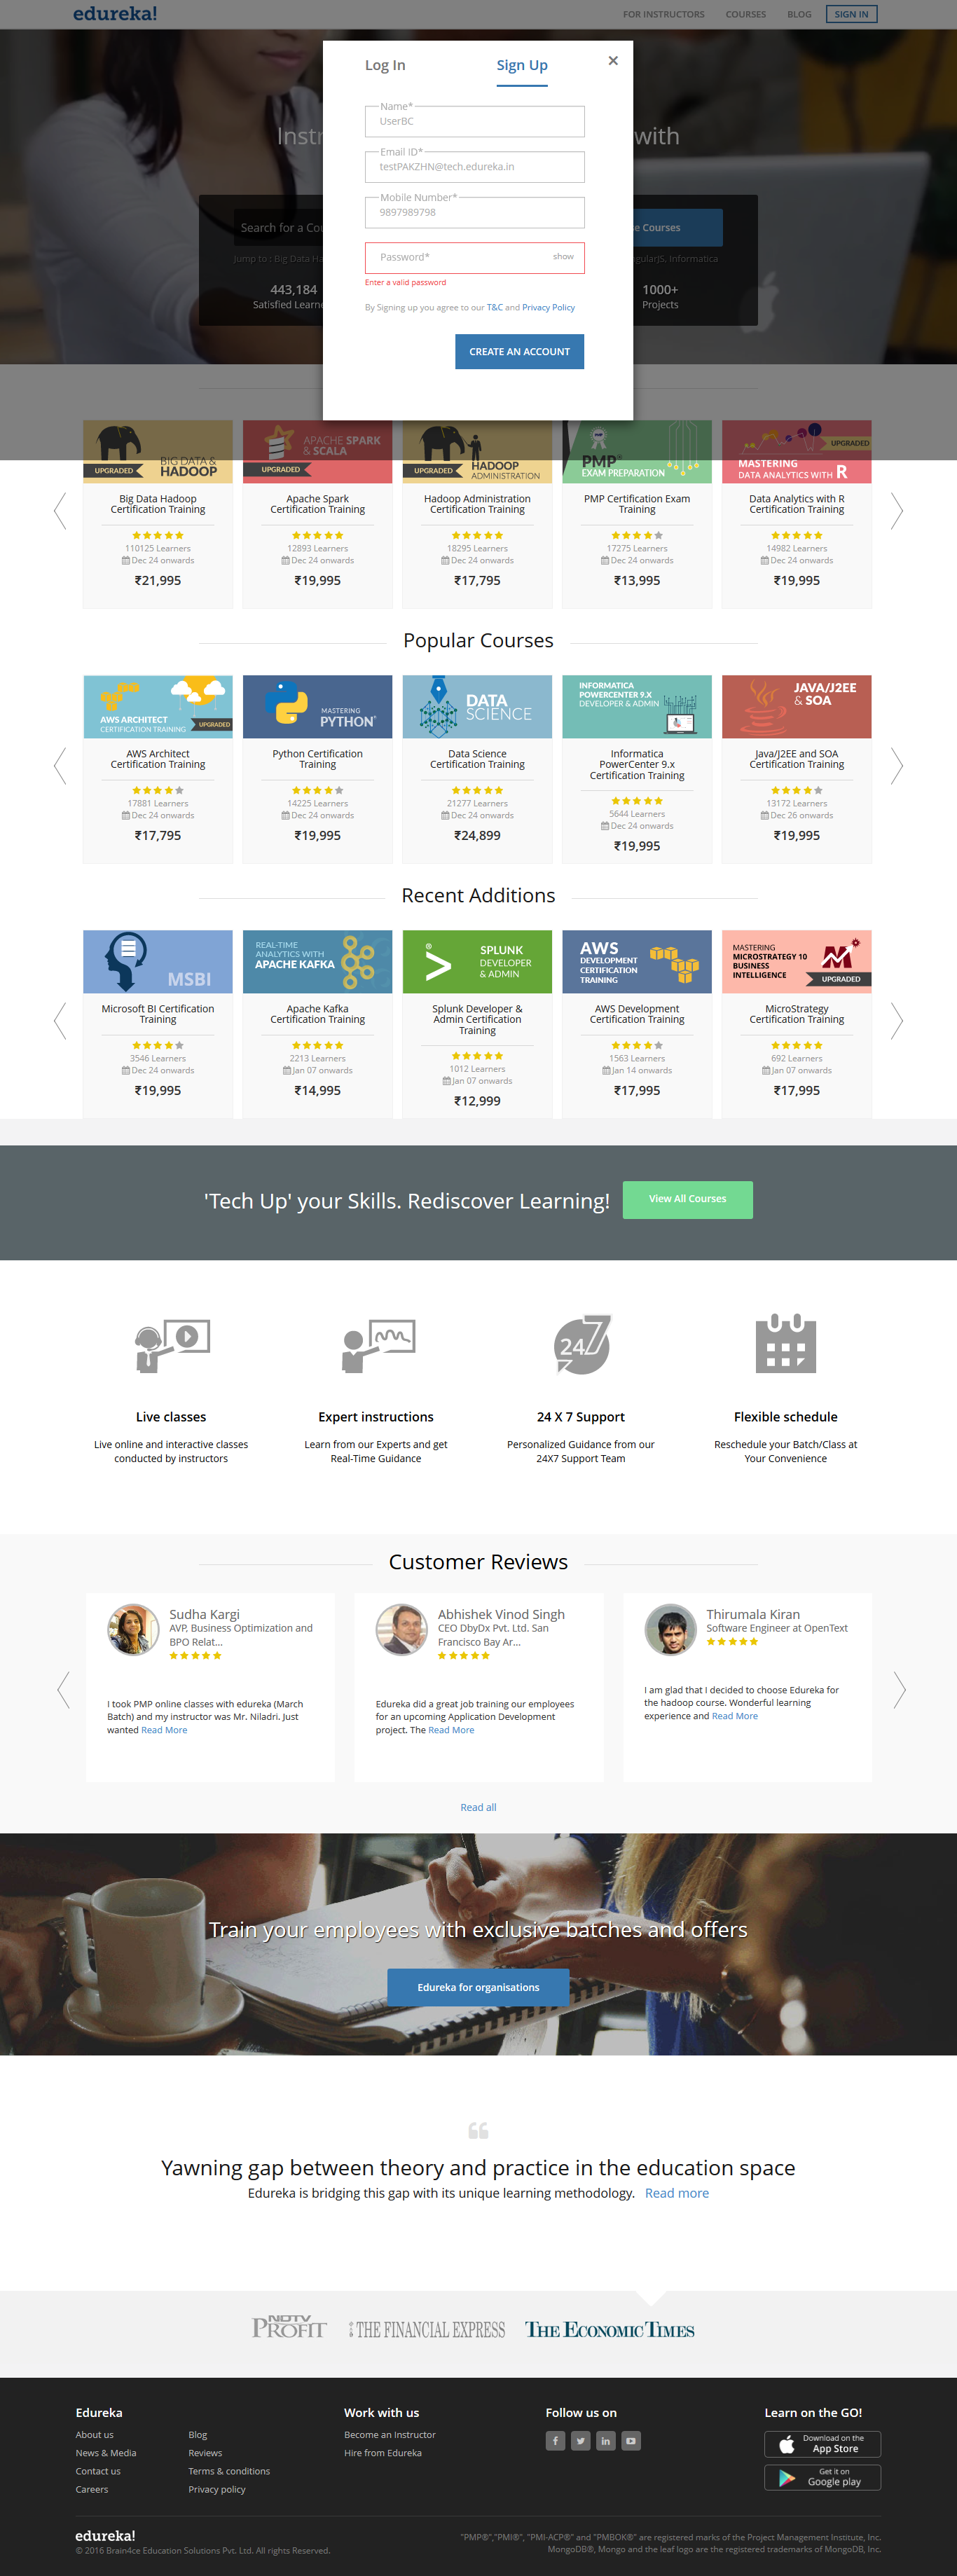 edureka!
FOR INSTRUCTORS
COURSES
BLOG
SIGN IN
Log In
Sign Up
×
Name*
UserBC
Email ID*
testPAKZHN@tech.edureka.in
Mobile Number*
9897989798
Password*
show
Enter a valid password
By Signing up you agree to our T&C and Privacy Policy
CREATE AN ACCOUNT
Instr
with
Search for a Cou
e Courses
Jump to : Big Data Ha
gularJS, Informatica
443,184
Satisfied Learne
1000+
Projects
UPGRADED
BIG DATA &
HADOOP
Big Data Hadoop
Certification Training
110125 Learners
Dec 24 onwards
₹21,995
APACHE SPARK
& SCALA
UPGRADED
Apache Spark
Certification Training
12893 Learners
Dec 24 onwards
₹19,995
UPGRADED
HADOOP
ADMINISTRATION
Hadoop Administration
Certification Training
18295 Learners
Dec 24 onwards
₹17,795
PMP®
EXAM PREPARATION
PMP Certification Exam
Training
17275 Learners
Dec 24 onwards
₹13,995
UPGRADED
MASTERING
DATA ANALYTICS WITH R
Data Analytics with R
Certification Training
14982 Learners
Dec 24 onwards
₹19,995
Popular Courses
AWS ARCHITECT
CERTIFICATION TRAINING
UPGRADED
AWS Architect
Certification Training
17881 Learners
Dec 24 onwards
₹17,795
MASTERING
PYTHON®
Python Certification
Training
14225 Learners
Dec 24 onwards
₹19,995
DATA
SCIENCE
Data Science
Certification Training
21277 Learners
Dec 24 onwards
₹24,899
INFORMATICA
POWERCENTER 9.X
DEVELOPER & ADMIN
Informatica
PowerCenter 9.x
Certification Training
5644 Learners
Dec 24 onwards
₹19,995
JAVA/J2EE
& SOA
Java/J2EE and SOA
Certification Training
13172 Learners
Dec 26 onwards
₹19,995
Recent Additions
MSBI
Microsoft BI Certification
Training
3546 Learners
Dec 24 onwards
₹19,995
REAL-TIME
ANALYTICS WITH
APACHE KAFKA
Apache Kafka
Certification Training
2213 Learners
Jan 07 onwards
₹14,995
®
SPLUNK
DEVELOPER
& ADMIN
Splunk Developer &
Admin Certification
Training
1012 Learners
Jan 07 onwards
₹12,999
AWS
DEVELOPMENT
CERTIFICATION
TRAINING
AWS Development
Certification Training
1563 Learners
Jan 14 onwards
₹17,995
MASTERING
MICROSTRATEGY 10
BUSINESS
INTELLIGENCE
UPGRADED
MicroStrategy
Certification Training
692 Learners
Jan 07 onwards
₹17,995
'Tech Up' your Skills. Rediscover Learning!
View All Courses
24/7
Live classes
Live online and interactive classes
conducted by instructors
Expert instructions
Learn from our Experts and get
Real-Time Guidance
24 X 7 Support
Personalized Guidance from our
24X7 Support Team
Flexible schedule
Reschedule your Batch/Class at
Your Convenience
Customer Reviews
Sudha Kargi
AVP, Business Optimization and
BPO Relat...
I took PMP online classes with edureka (March
Batch) and my instructor was Mr. Niladri. Just
wanted Read More
Abhishek Vinod Singh
CEO DbyDx Pvt. Ltd. San
Francisco Bay Ar...
Edureka did a great job training our employees
for an upcoming Application Development
project. The Read More
Thirumala Kiran
Software Engineer at OpenText
I am glad that I decided to choose Edureka for
the hadoop course. Wonderful learning
experience and Read More
Read all
Train your employees with exclusive batches and offers
Edureka for organisations
Yawning gap between theory and practice in the education space
Edureka is bridging this gap with its unique learning methodology. Read more
NDTV
PROFIT
THE FINANCIAL EXPRESS
THE ECONOMIC TIMES
Edureka
About us
News & Media
Contact us
Careers
Blog
Reviews
Terms & conditions
Privacy policy
Work with us
Become an Instructor
Hire from Edureka
Follow us on
Learn on the GO!
Download on the
App Store
Get it on
Google play
edureka!
© 2016 Brain4ce Education Solutions Pvt. Ltd. All rights Reserved.
"PMP®","PMI®", "PMI-ACP®" and "PMBOK®" are registered marks of the Project Management Institute, Inc.
MongoDB®, Mongo and the leaf logo are the registered trademarks of MongoDB, Inc.